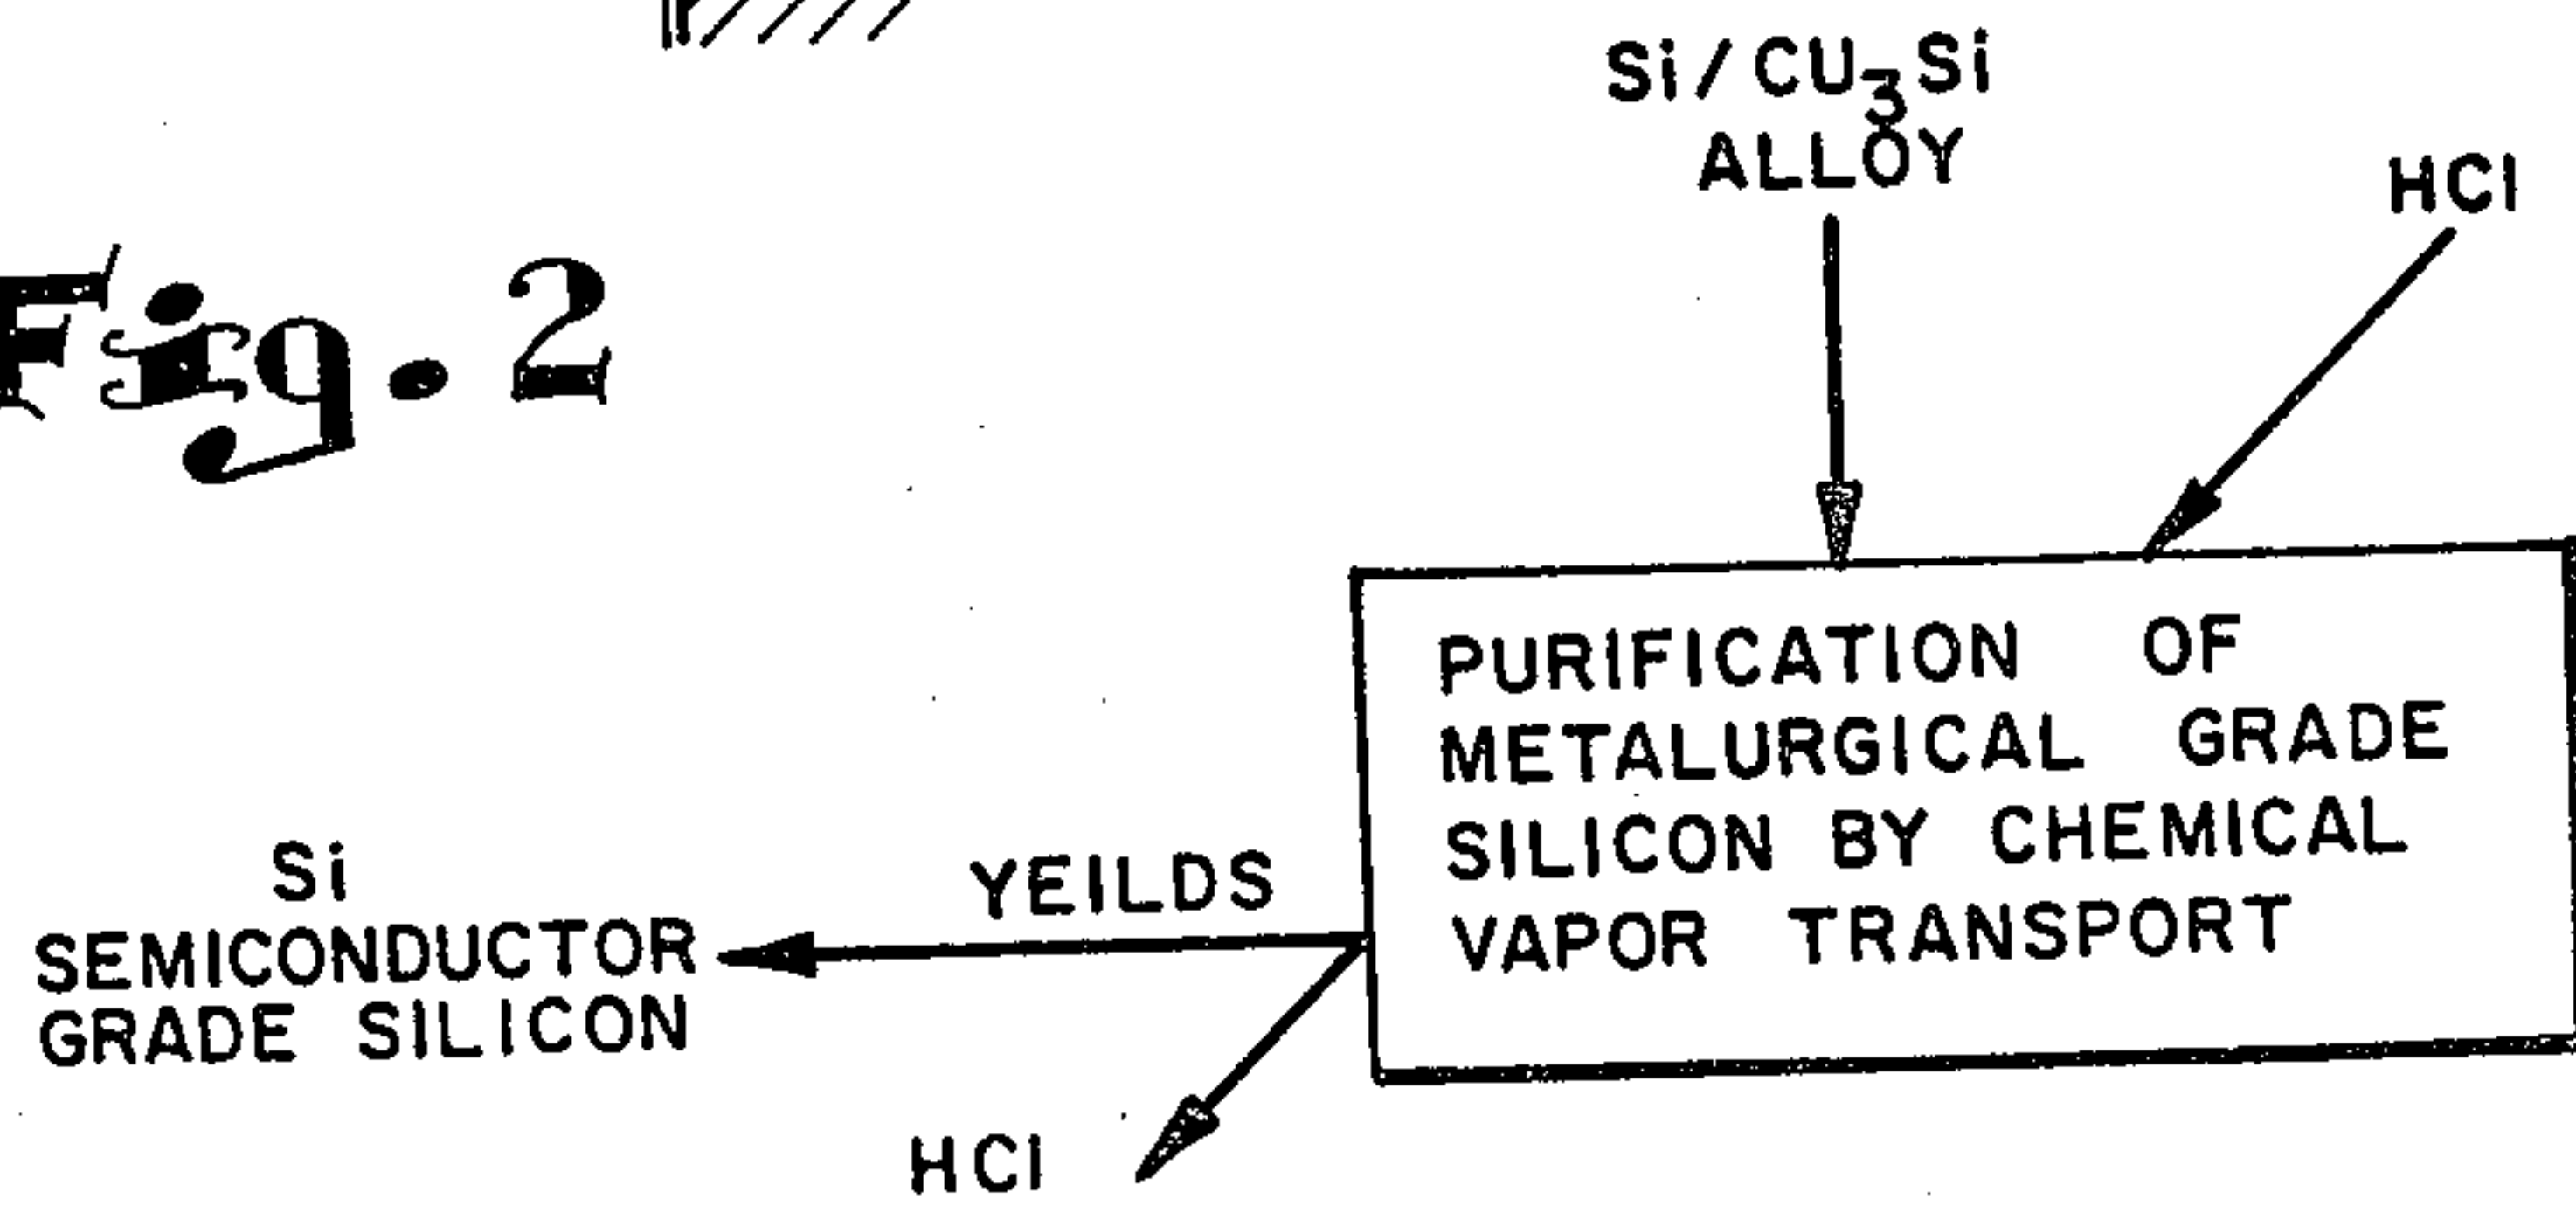 Si/CU₃Si
ALLOY
HCl
Fig. 2
PURIFICATION OF
METALURGICAL GRADE
SILICON BY CHEMICAL
VAPOR TRANSPORT
YEILDS
Si
SEMICONDUCTOR
GRADE SILICON
HCl